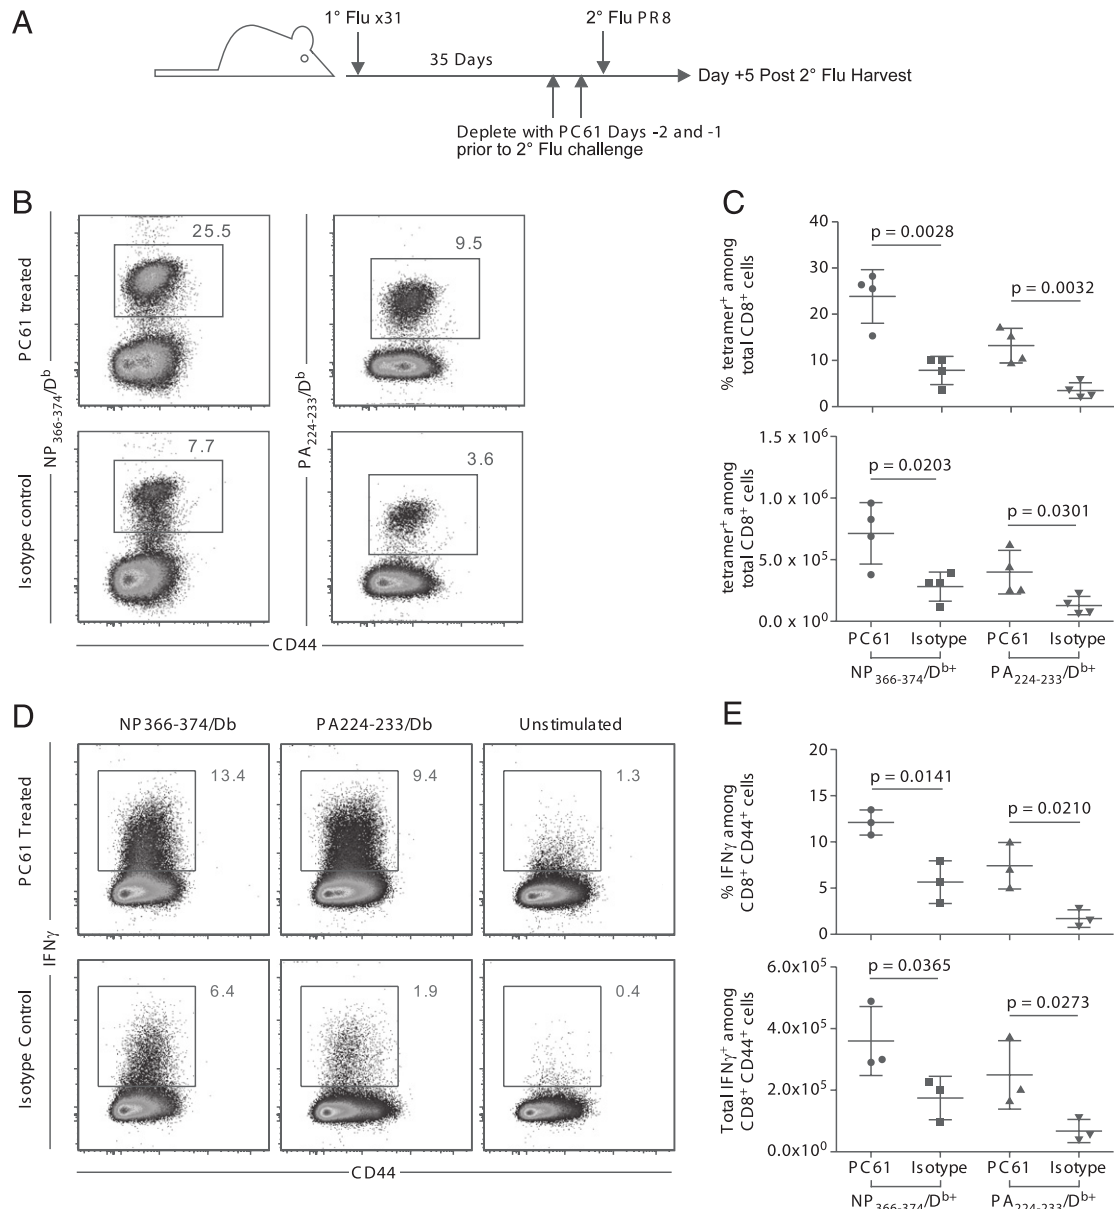 A
1° Flu x31
2° Flu PR8
35 Days
Day +5 Post 2° Flu Harvest
Deplete with PC61 Days -2 and -1
prior to 2° Flu challenge
B
PC61 treated
Isotype control
NP366-374/Db
PA224-233/Db
25.5
9.5
7.7
3.6
CD44
C
% tetramer+ among
total CD8+ cells
40
30
20
10
0
p = 0.0028
p = 0.0032
tetramer+ among
total CD8+ cells
1.5 x 10^6
1.0 x 10^6
5.0 x 10^5
0.0 x 10^0
p = 0.0203
p = 0.0301
PC61 Isotype PC61 Isotype
NP366-374/Db+ PA224-233/Db+
D
NP366-374/Db PA224-233/Db Unstimulated
PC61 Treated
Isotype Control
IFNγ
13.4
9.4
1.3
6.4
1.9
0.4
CD44
E
% IFNγ among
CD8+ CD44+ cells
20
15
10
5
0
p = 0.0141
p = 0.0210
Total IFNγ+ among
CD8+ CD44+ cells
6.0x10^5
4.0x10^5
2.0x10^5
0.0x10^0
p = 0.0365
p = 0.0273
PC61 Isotype PC61 Isotype
NP366-374/Db+ PA224-233/Db+